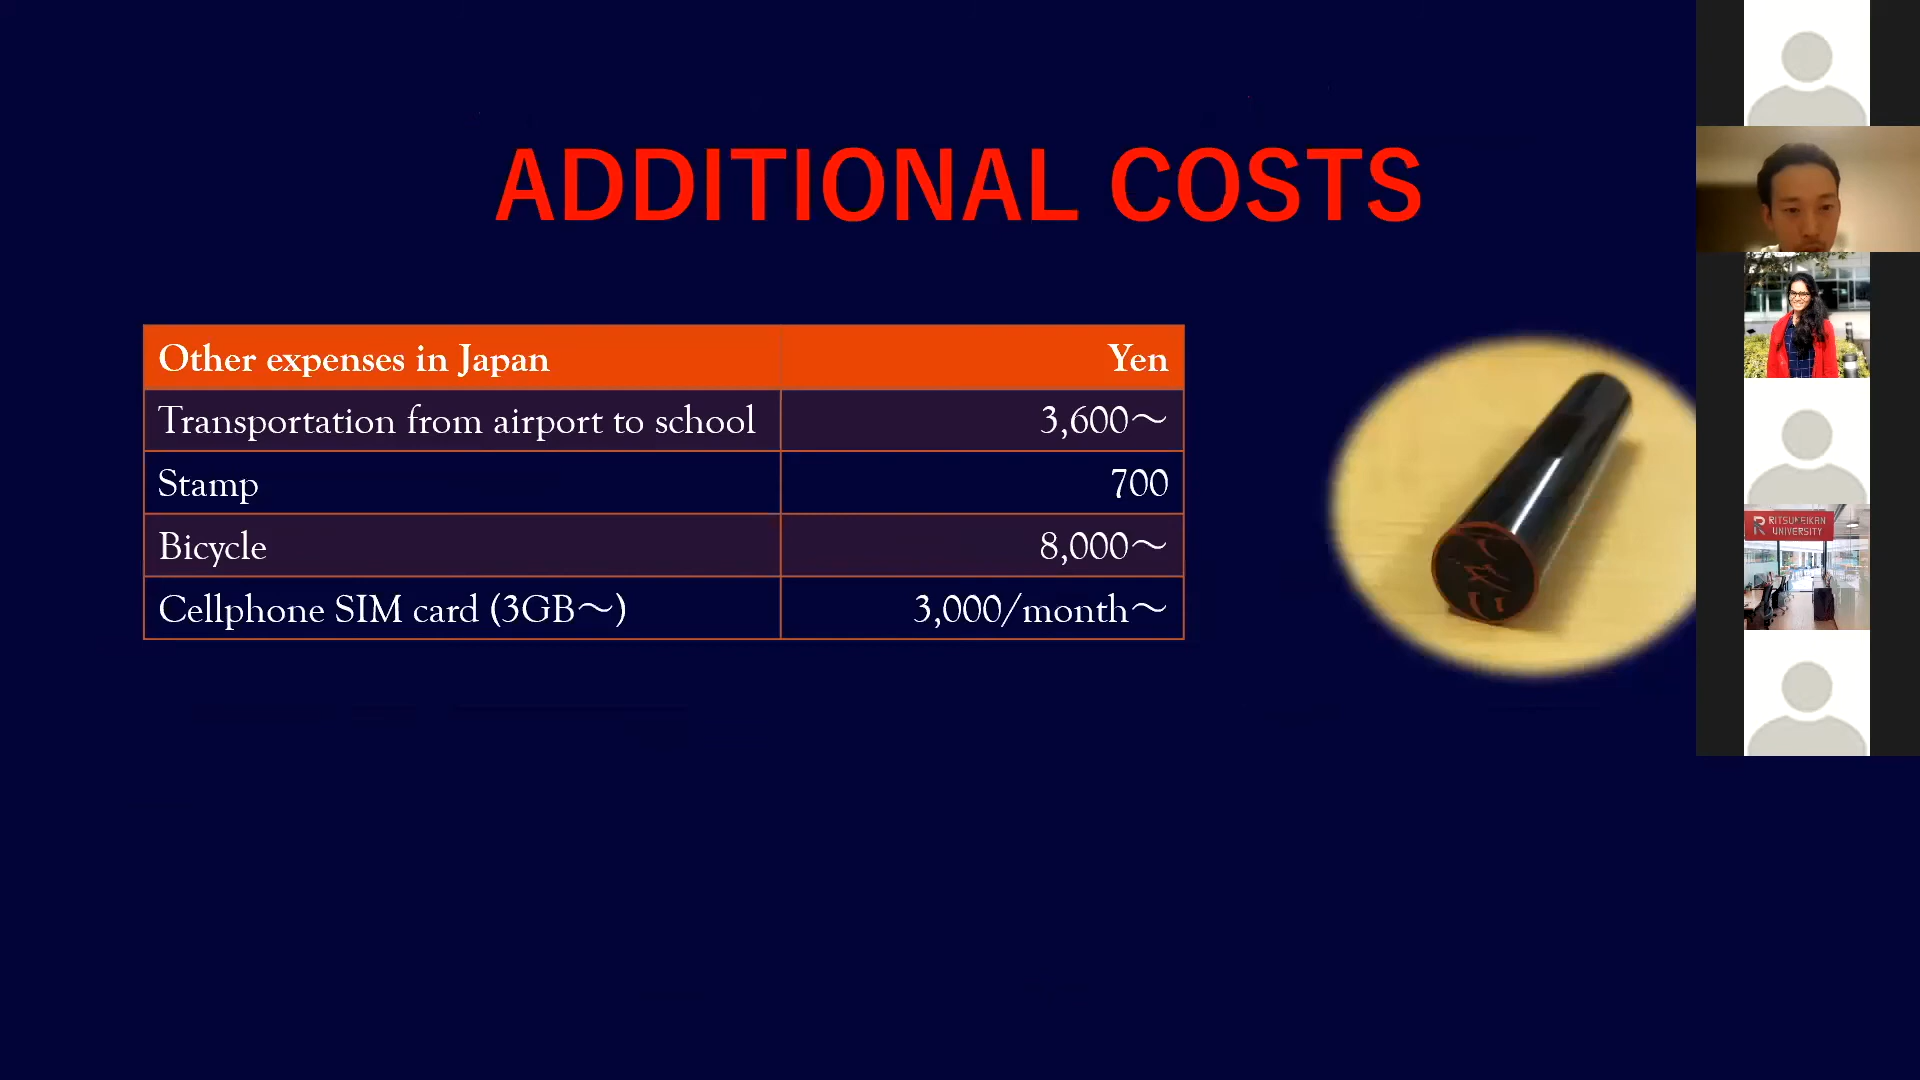 ADDITIONAL COSTS
Other expenses in Japan Yen
Transportation from airport to school 3,600～
Stamp 700
Bicycle 8,000～
Cellphone SIM card (3GB～) 3,000/month～
RITSUMEIKAN
UNIVERSITY